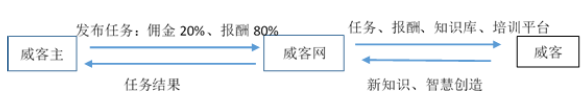 发布任务：佣金 20%、报酬 80%
任务、报酬、知识库、培训平台
威客主
威客网
威客
任务结果
新知识、智慧创造